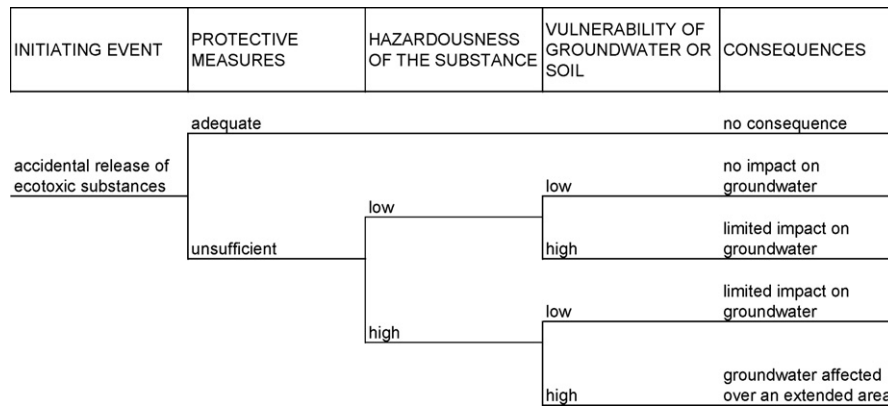 INITIATING EVENT
PROTECTIVE
MEASURES
HAZARDOUSNESS
OF THE SUBSTANCE
VULNERABILITY OF
GROUNDWATER OR
SOIL
CONSEQUENCES
adequate
no consequence
accidental release of
ecotoxic substances
no impact on
groundwater
low
low
limited impact on
groundwater
unsufficient
high
limited impact on
groundwater
low
high
groundwater affected
over an extended area
high